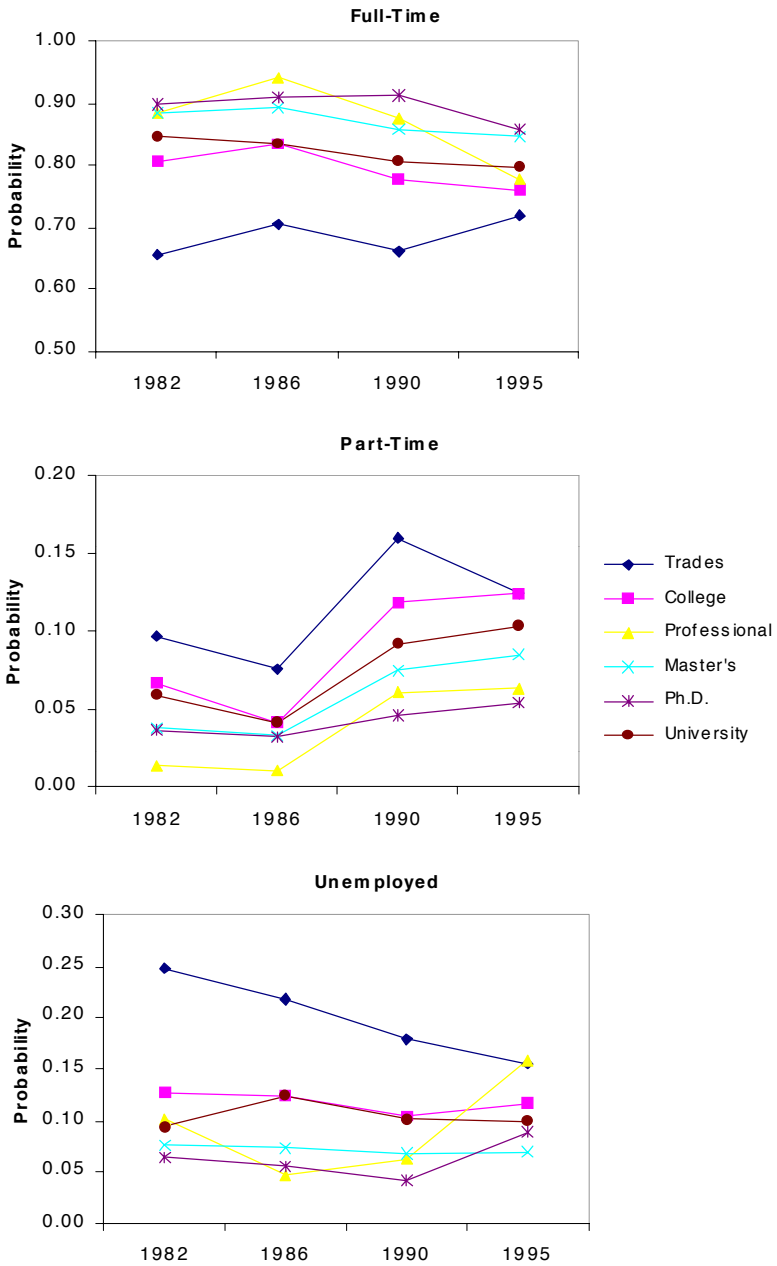 Full-Time
1.00
0.90
0.80
0.70
0.60
0.50
Probability
1982 1986 1990 1995
Part-Time
0.20
0.15
0.10
0.05
0.00
Probability
1982 1986 1990 1995
Trades
College
Professional
Master's
Ph.D.
University
Unemployed
0.30
0.25
0.20
0.15
0.10
0.05
0.00
Probability
1982 1986 1990 1995